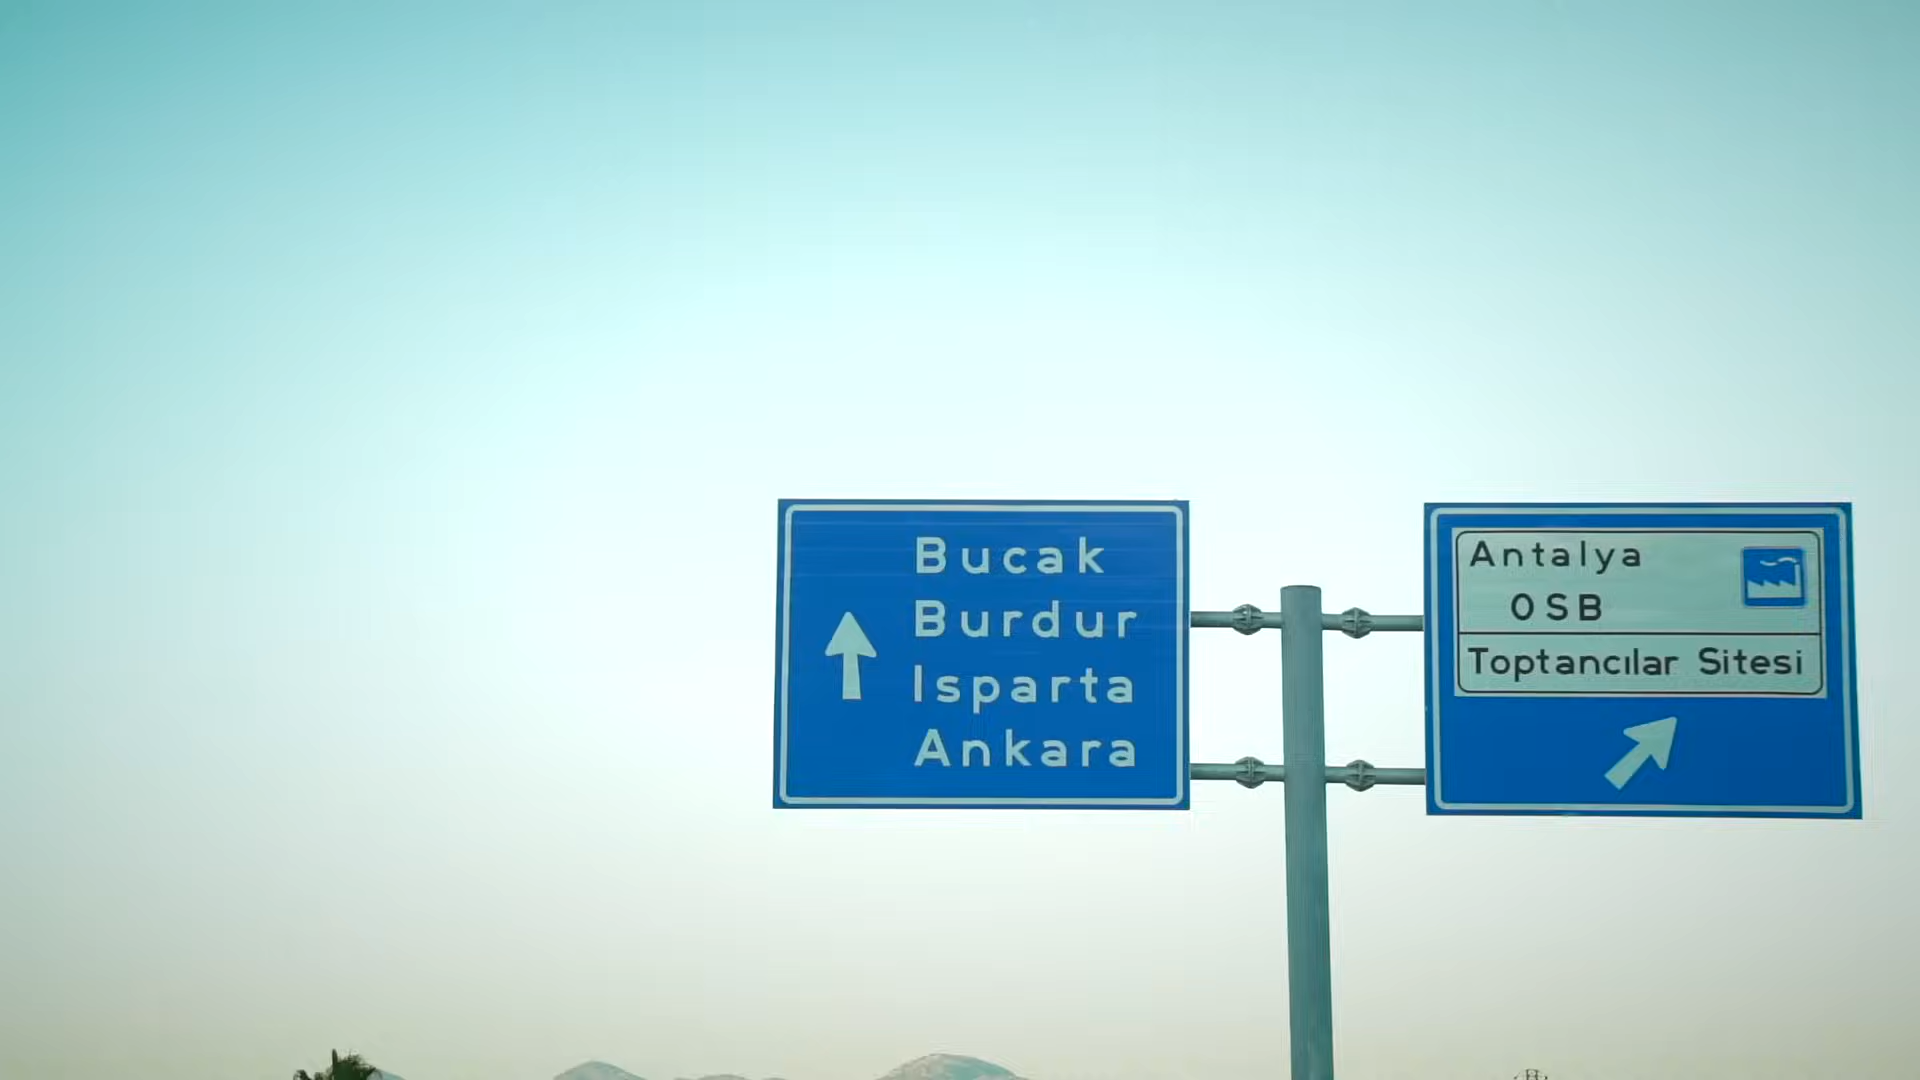 Bucak
Burdur
Isparta
Ankara
Antalya
OSB
Toptancılar Sitesi